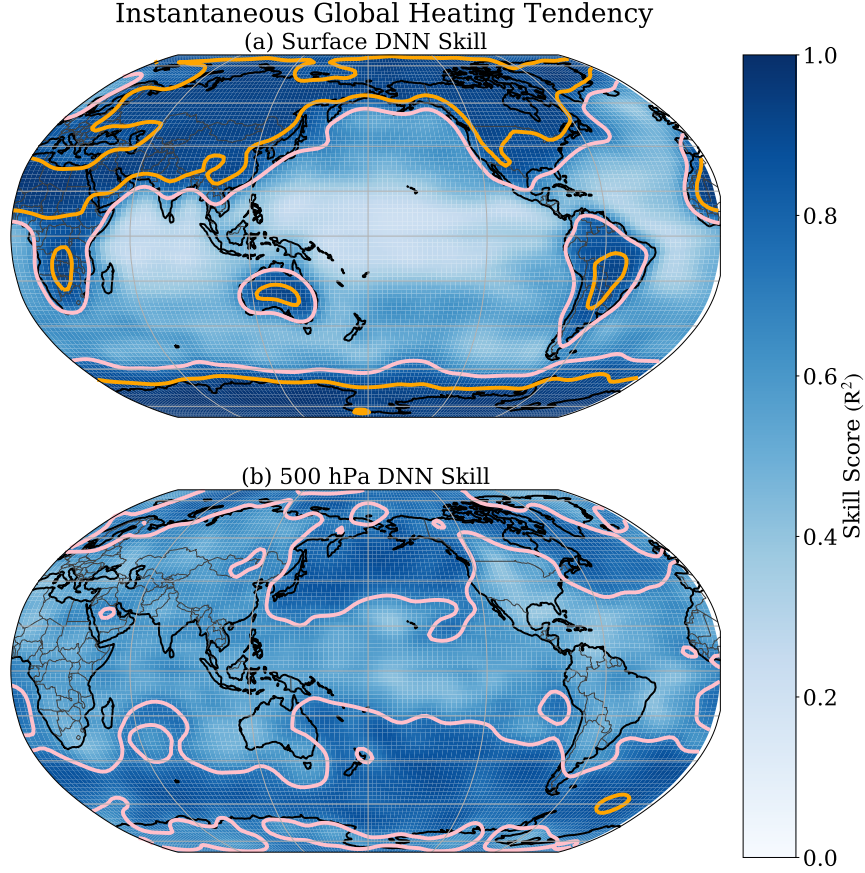 Instantaneous Global Heating Tendency
(a) Surface DNN Skill
1.0
0.8
0.6
0.4
0.2
0.0
Skill Score (R²)
(b) 500 hPa DNN Skill